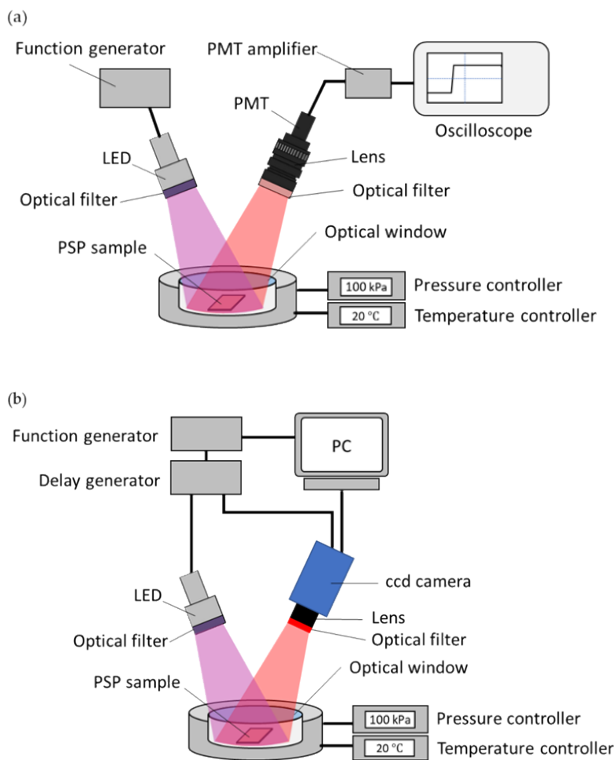 (a)
Function generator
PMT amplifier
PMT
Oscilloscope
LED
Lens
Optical filter
Optical filter
PSP sample
Optical window
100 kPa
Pressure controller
20 °C
Temperature controller
(b)
Function generator
PC
Delay generator
ccd camera
LED
Lens
Optical filter
Optical filter
Optical window
PSP sample
100 kPa
Pressure controller
20 °C
Temperature controller